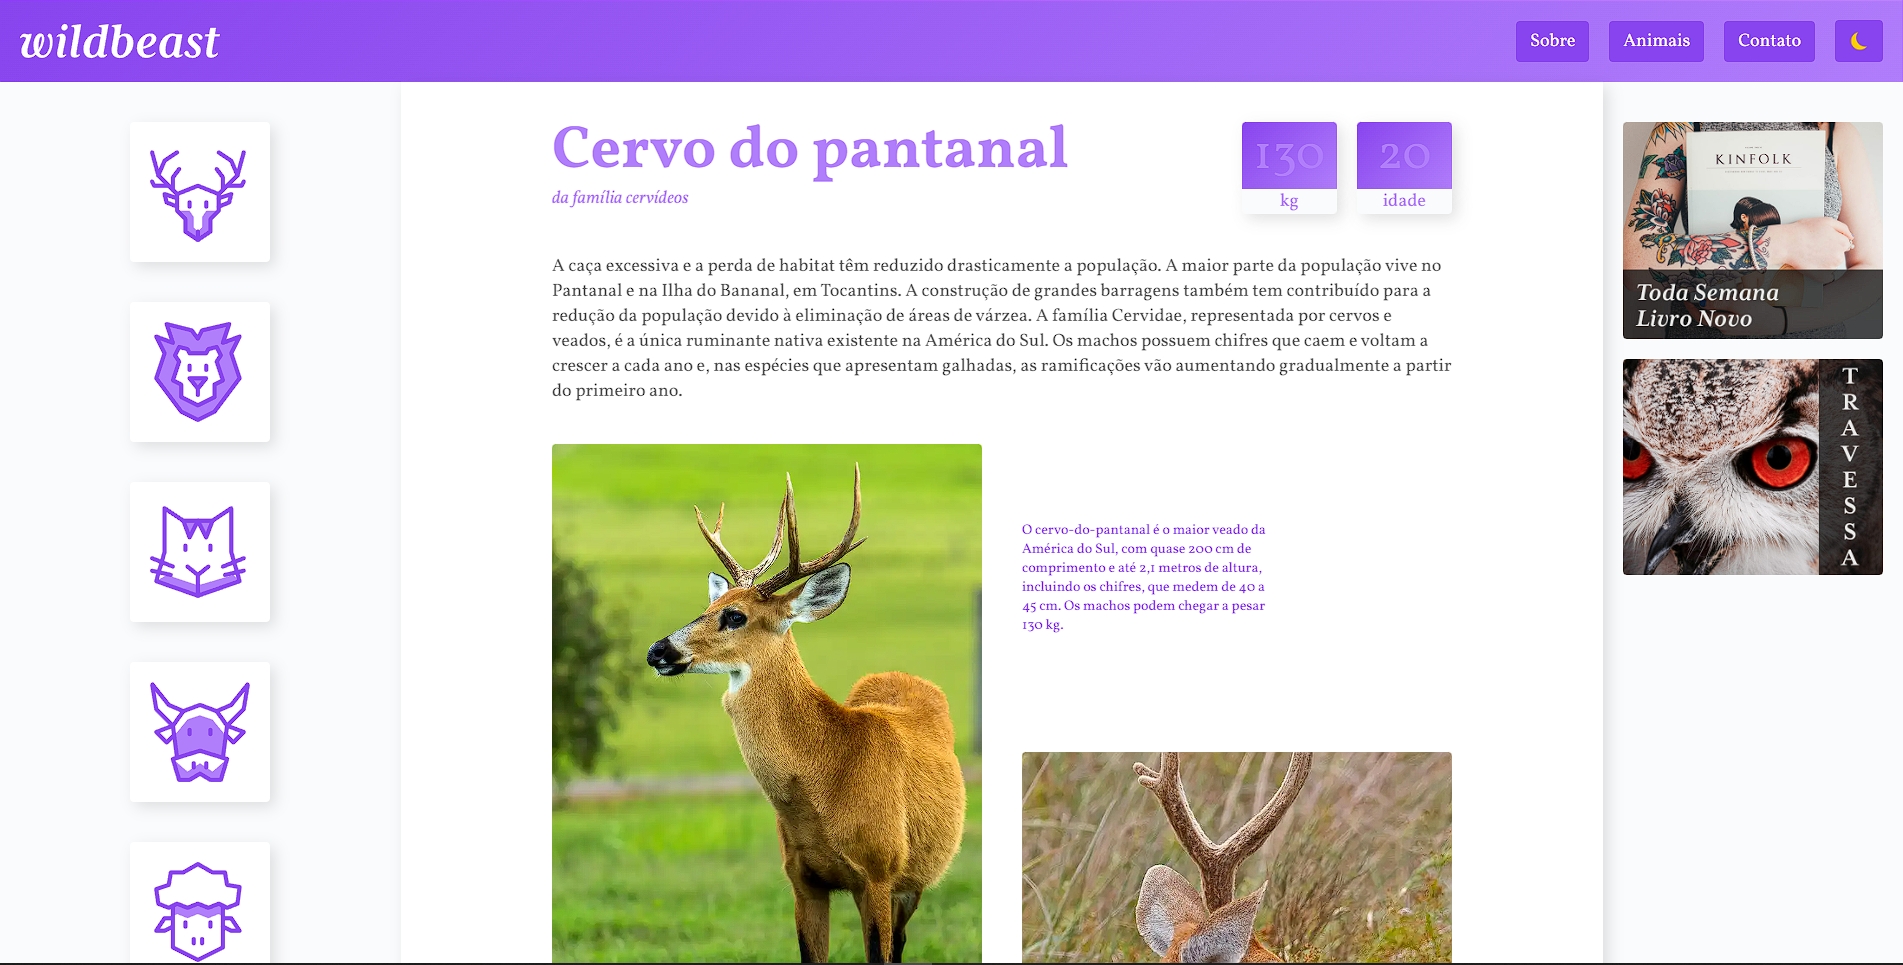 wildbeast
Sobre
Animais
Contato
Cervo do pantanal
da família cervídeos
130
kg
20
idade
A caça excessiva e a perda de habitat têm reduzido drasticamente a população. A maior parte da população vive no
Pantanal e na Ilha do Bananal, em Tocantins. A construção de grandes barragens também tem contribuído para a
redução da população devido à eliminação de áreas de várzea. A família Cervidae, representada por cervos e
veados, é a única ruminante nativa existente na América do Sul. Os machos possuem chifres que caem e voltam a
crescer a cada ano e, nas espécies que apresentam galhadas, as ramificações vão aumentando gradualmente a partir
do primeiro ano.
O cervo-do-pantanal é o maior veado da
América do Sul, com quase 200 cm de
comprimento e até 2,1 metros de altura,
incluindo os chifres, que medem de 40 a
45 cm. Os machos podem chegar a pesar
130 kg.
KINFOLK
Toda Semana
Livro Novo
TRAVESSA